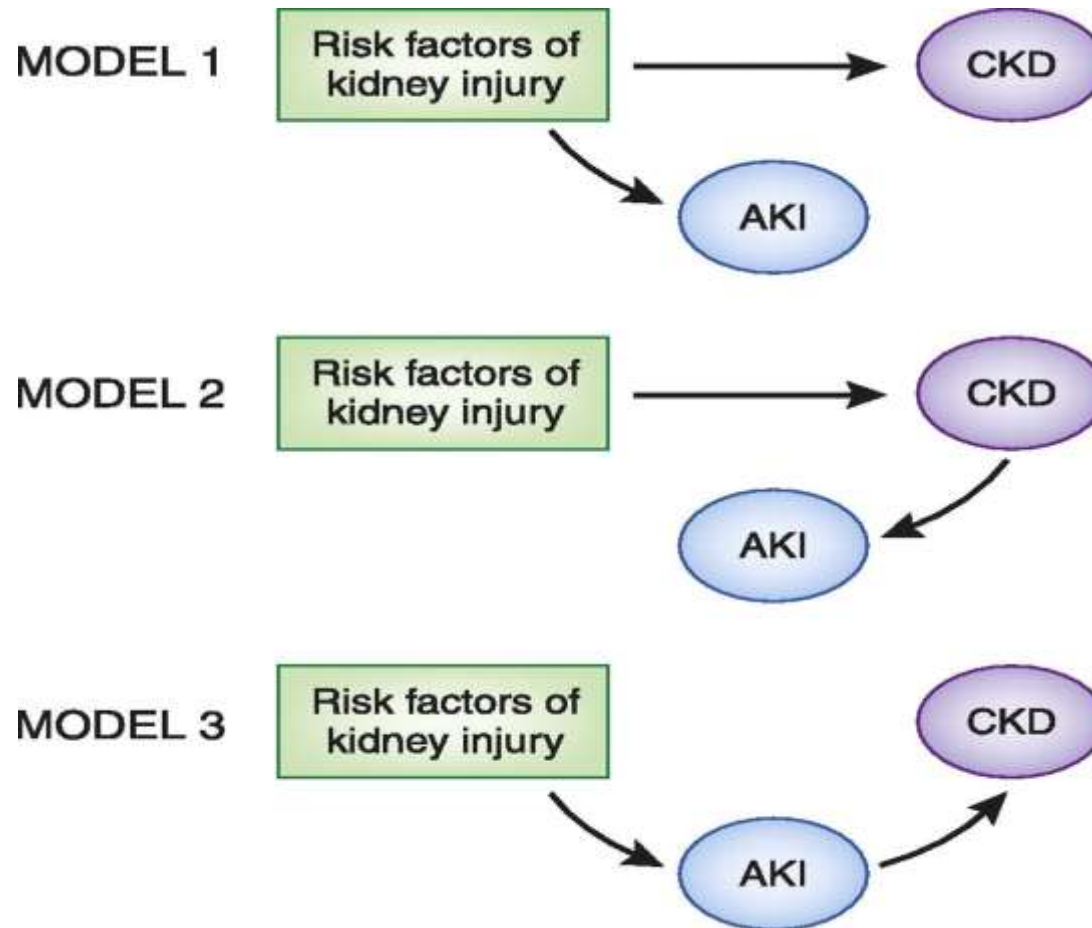 MODEL 1
Risk factors of
kidney injury
CKD
AKI
MODEL 2
Risk factors of
kidney injury
CKD
AKI
MODEL 3
Risk factors of
kidney injury
CKD
AKI